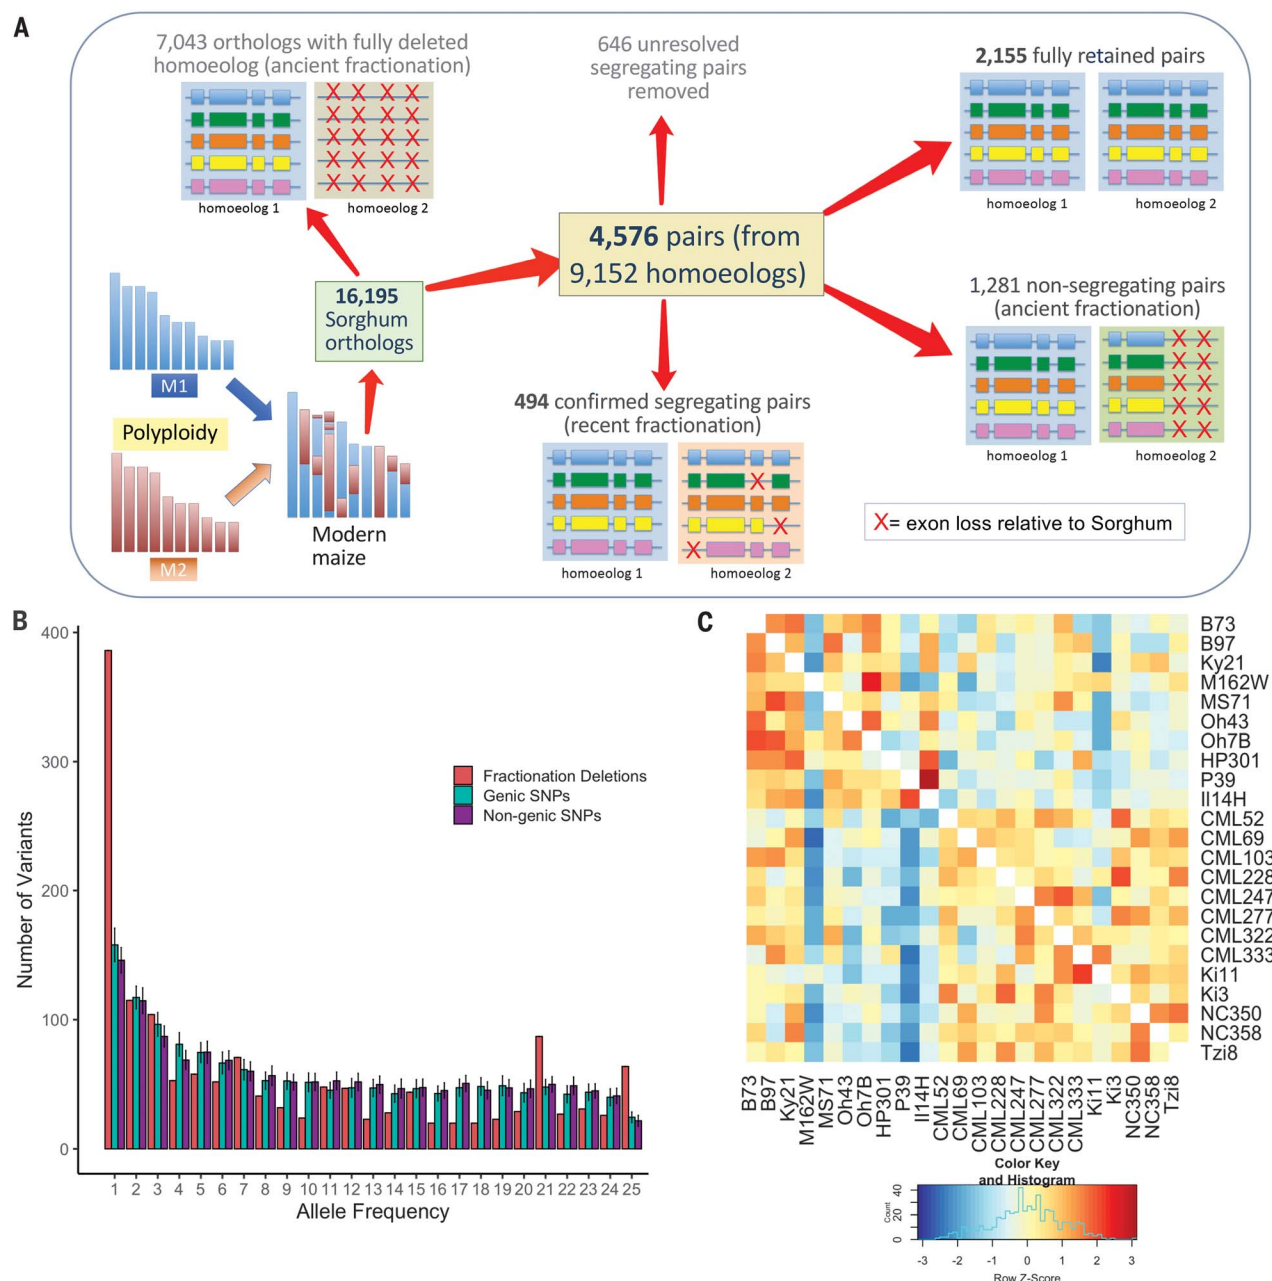 A
7,043 orthologs with fully deleted
homoeolog (ancient fractionation)
homoeolog 1
homoeolog 2
646 unresolved
segregating pairs
removed
2,155 fully retained pairs
homoeolog 1
homoeolog 2
4,576 pairs (from
9,152 homoeologs)
16,195
Sorghum
orthologs
1,281 non-segregating pairs
(ancient fractionation)
homoeolog 1
homoeolog 2
M1
Polyploidy
M2
Modern
maize
494 confirmed segregating pairs
(recent fractionation)
homoeolog 1
homoeolog 2
X= exon loss relative to Sorghum
B
Number of Variants
400
300
200
100
0
Fractionation Deletions
Genic SNPs
Non-genic SNPs
1 2 3 4 5 6 7 8 9 10 11 12 13 14 15 16 17 18 19 20 21 22 23 24 25
Allele Frequency
C
B73
B97
Ky21
M162W
MS71
Oh43
Oh7B
HP301
P39
Il14H
CML52
CML69
CML103
CML228
CML247
CML277
CML322
CML333
Ki11
Ki3
NC350
NC358
Tzi8
B73 B97 Ky21 M162W MS71 Oh43 Oh7B HP301 P39 Il14H CML52 CML69 CML103 CML228 CML247 CML277 CML322 CML333 Ki11 Ki3 NC350 NC358 Tzi8
Color Key
and Histogram
Count
40
20
0
-3 -2 -1 0 1 2 3
Row Z-Score